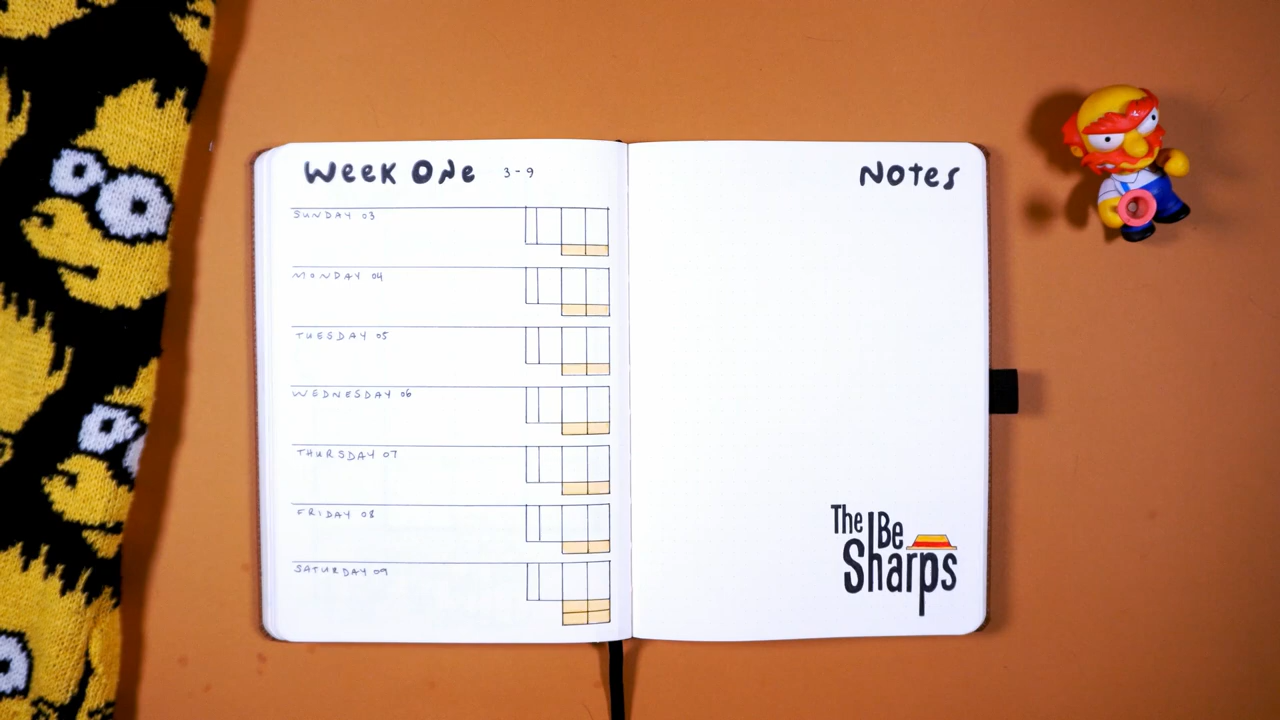 Week One 3-9
SUNDAY 03
MONDAY 04
TUESDAY 05
WEDNESDAY 06
THURSDAY 07
FRIDAY 08
SATURDAY 09
Notes
The Be
Sharps